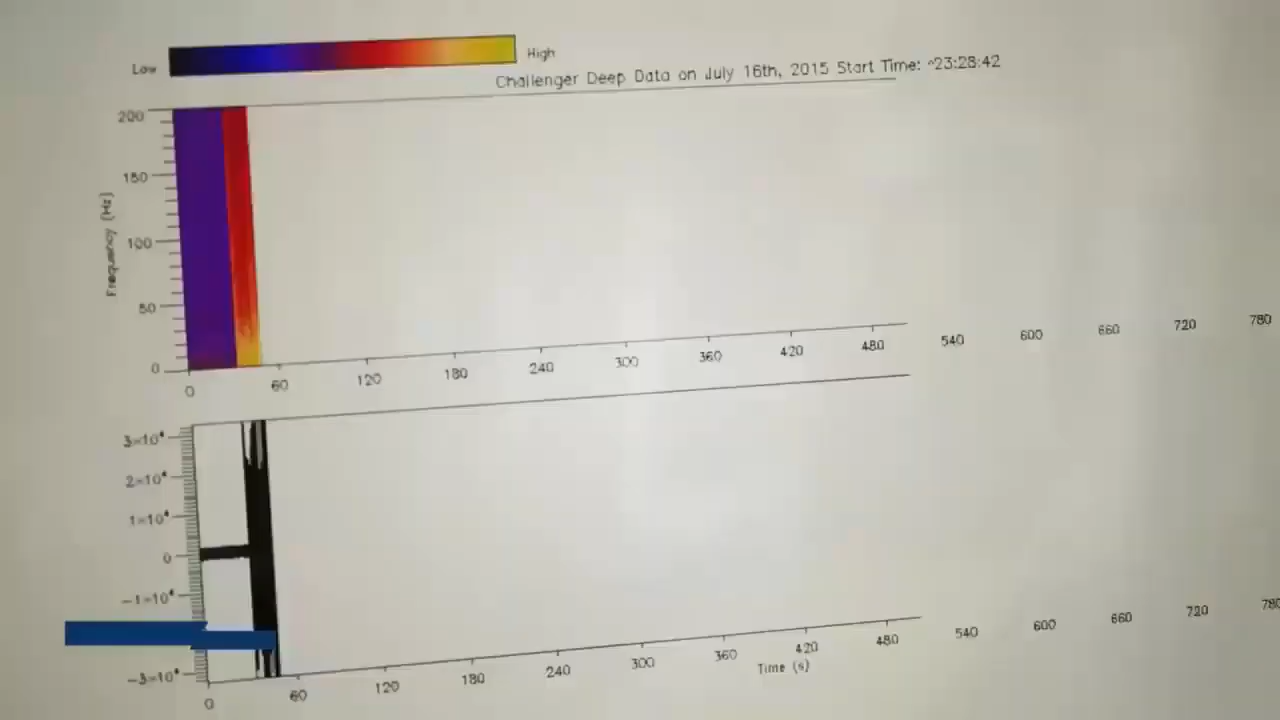 Low High
Challenger Deep Data on July 16th, 2015 Start Time: ~23:28:42
200
150
100
50
0
Frequency (Hz)
0 60 120 180 240 300 360 420 480 540 600 660 720 780
3×10⁴
2×10⁴
1×10⁴
0
-1×10⁴
-3×10⁴
0 60 120 180 240 300 360 420 480 540 600 660 720 780
Time (s)